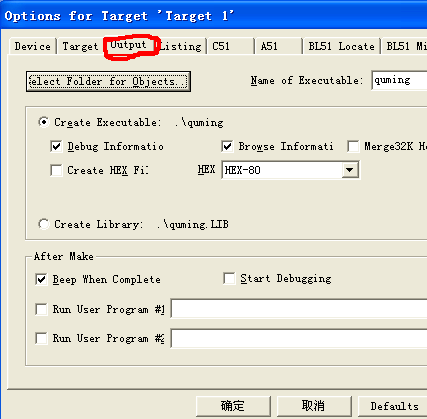 Options for Target 'Target 1'
Device Target Output Listing C51 A51 BL51 Locate BL51 Mi
elect Folder for Objects.. Name of Executable: quming
Create Executable: .\quming
Debug Informatio Browse Informati Merge32K He
Create HEX Fi: HEX HEX-80
Create Library: .\quming.LIB
After Make
Beep When Complete Start Debugging
Run User Program #1
Run User Program #2
确定 取消 Defaults